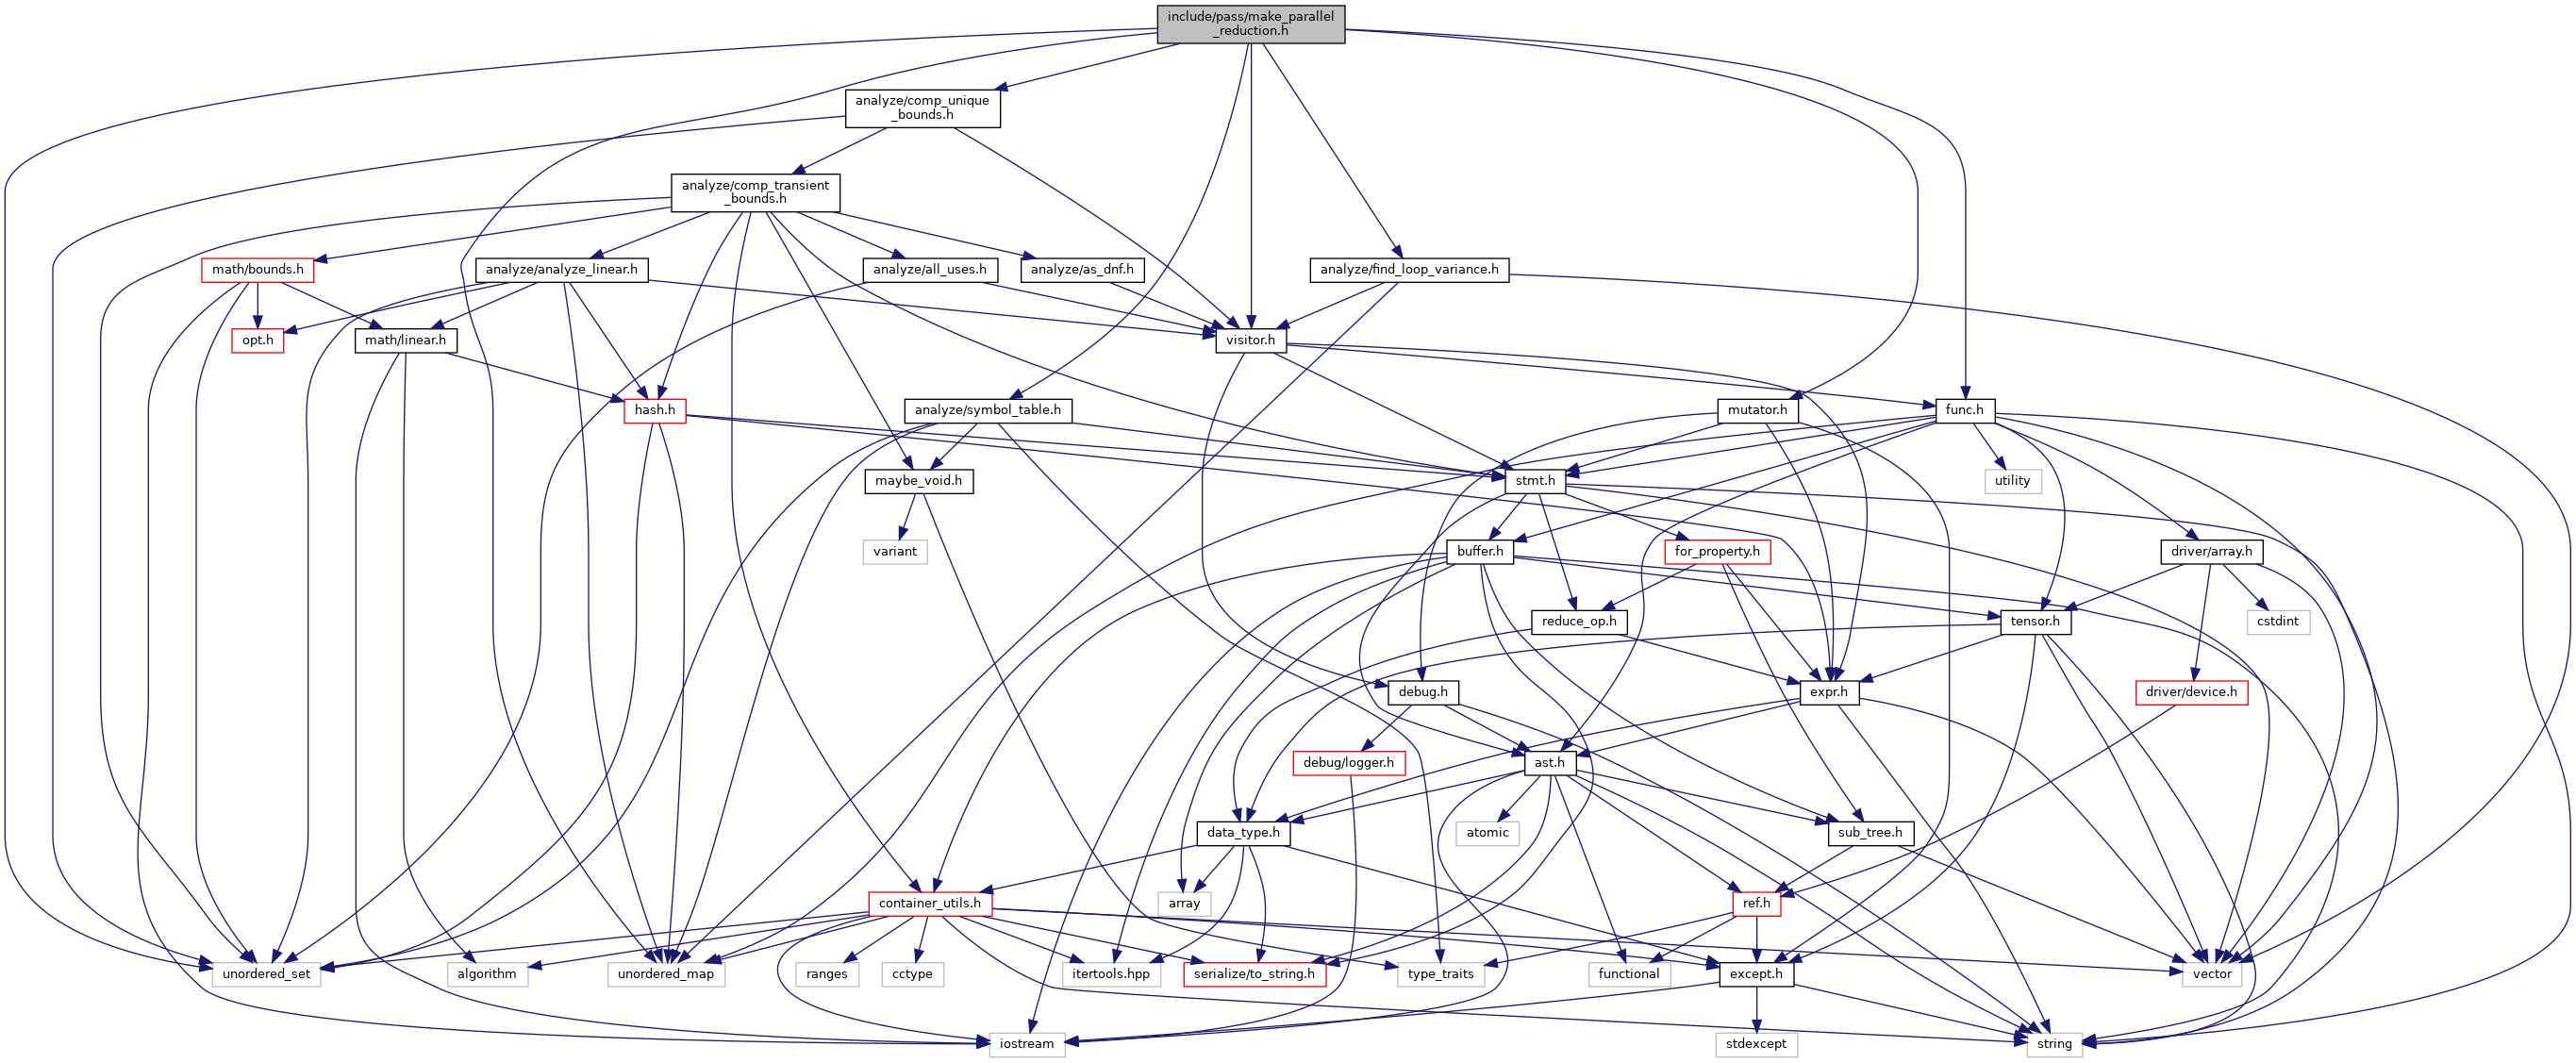 include/pass/make_parallel
_reduction.h
analyze/comp_unique
_bounds.h
analyze/comp_transient
_bounds.h
math/bounds.h
analyze/analyze_linear.h
analyze/all_uses.h
analyze/as_dnf.h
analyze/find_loop_variance.h
opt.h
math/linear.h
visitor.h
hash.h
analyze/symbol_table.h
mutator.h
func.h
maybe_void.h
stmt.h
utility
variant
buffer.h
for_property.h
driver/array.h
reduce_op.h
tensor.h
cstdint
debug.h
expr.h
driver/device.h
debug/logger.h
ast.h
data_type.h
atomic
sub_tree.h
container_utils.h
array
ref.h
unordered_set
algorithm
unordered_map
ranges
cctype
itertools.hpp
serialize/to_string.h
type_traits
functional
except.h
vector
iostream
stdexcept
string